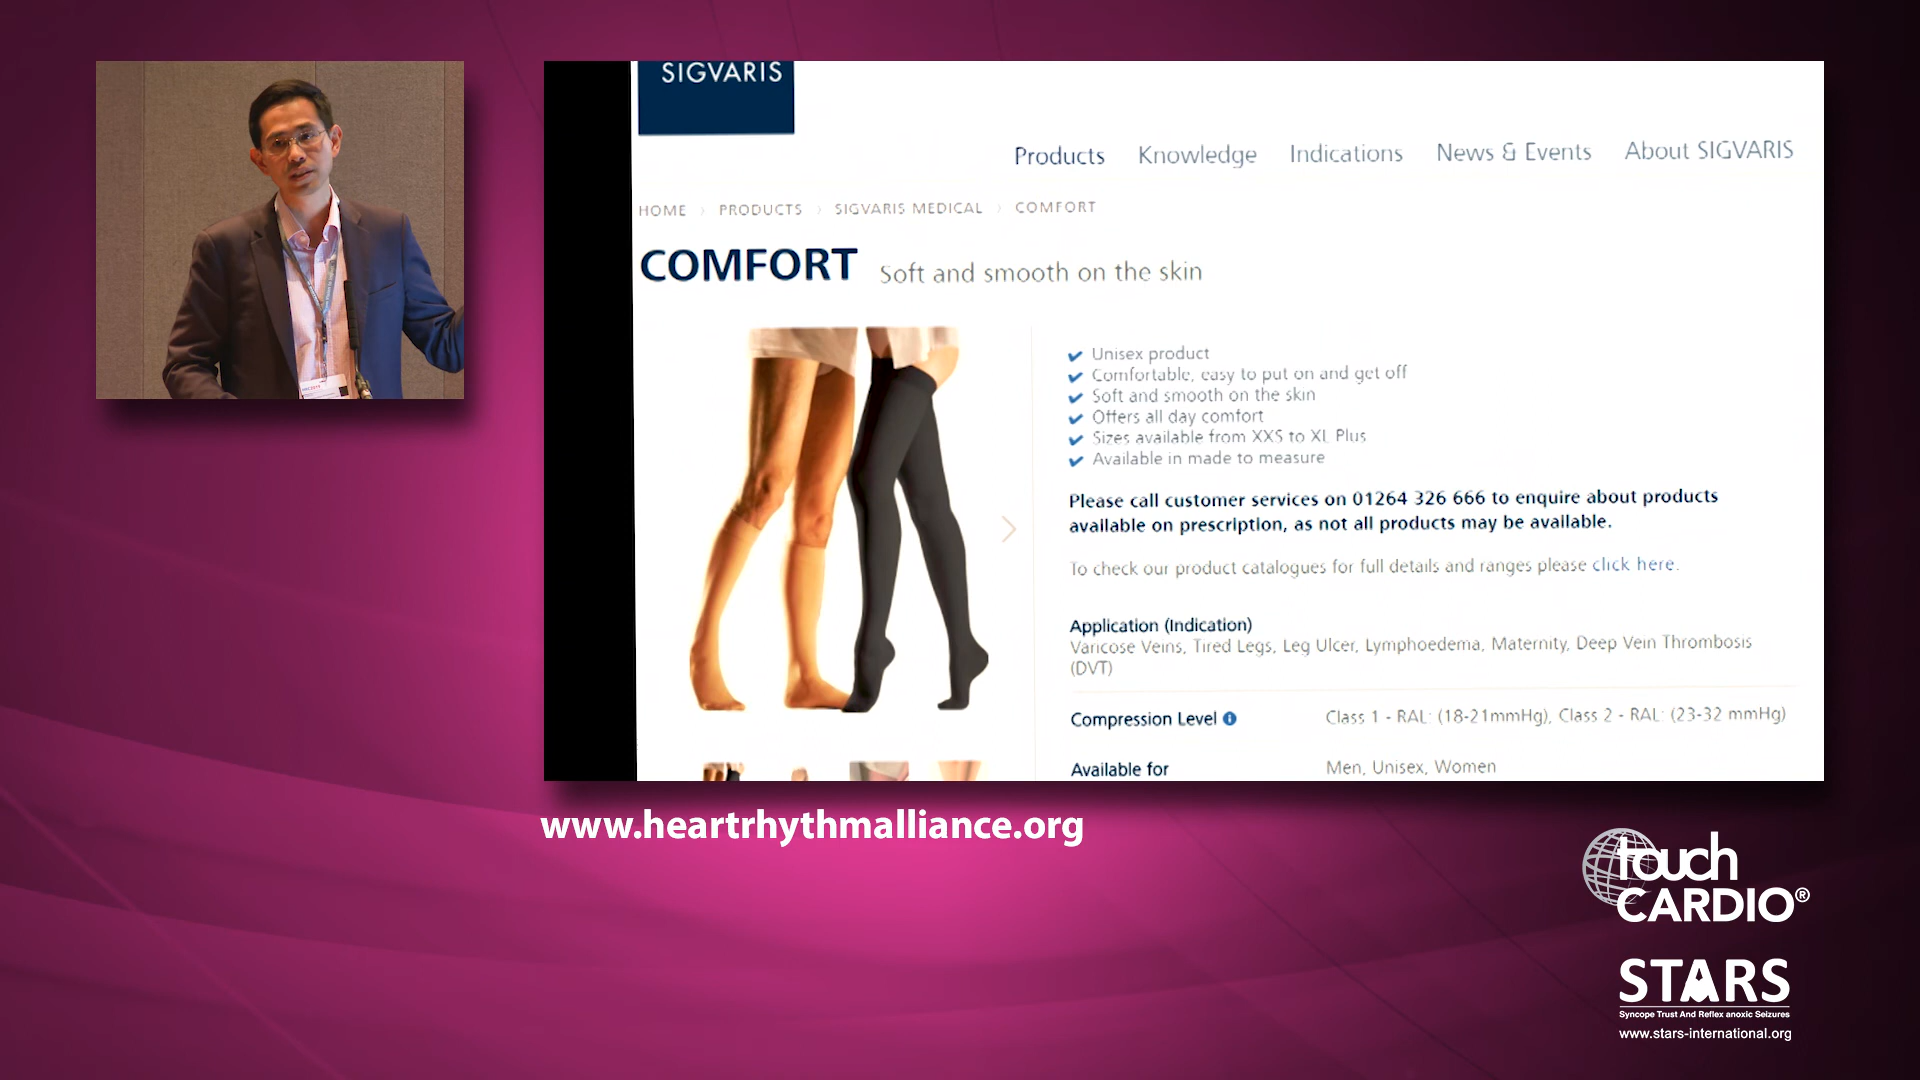 SIGVARIS
Products Knowledge Indications News & Events About SIGVARIS
HOME > PRODUCTS > SIGVARIS MEDICAL > COMFORT
COMFORT Soft and smooth on the skin
Unisex product
Comfortable, easy to put on and get off
Soft and smooth on the skin
Offers all day comfort
Sizes available from XXS to XL Plus
Available in made to measure
Please call customer services on 01264 326 666 to enquire about products
available on prescription, as not all products may be available.
To check our product catalogues for full details and ranges please click here.
Application (Indication)
Varicose Veins, Tired Legs, Leg Ulcer, Lymphoedema, Maternity, Deep Vein Thrombosis
(DVT)
Compression Level Class 1 - RAL: (18-21mmHg), Class 2 - RAL: (23-32 mmHg)
Available for Men, Unisex, Women
www.heartrhythmalliance.org
touch
CARDIO®
STARS
Syncope Trust And Reflex anoxic Seizures
www.stars-international.org